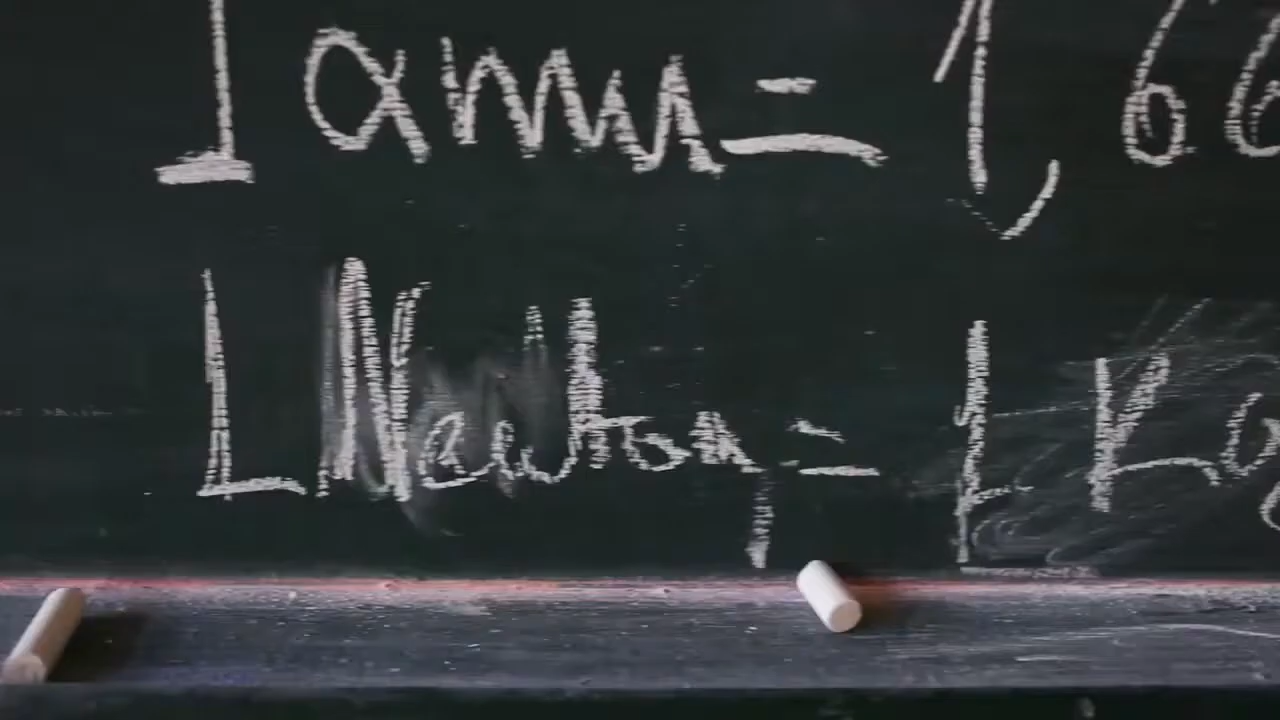 1 amu = 1,66
1 Newton = 1 kg